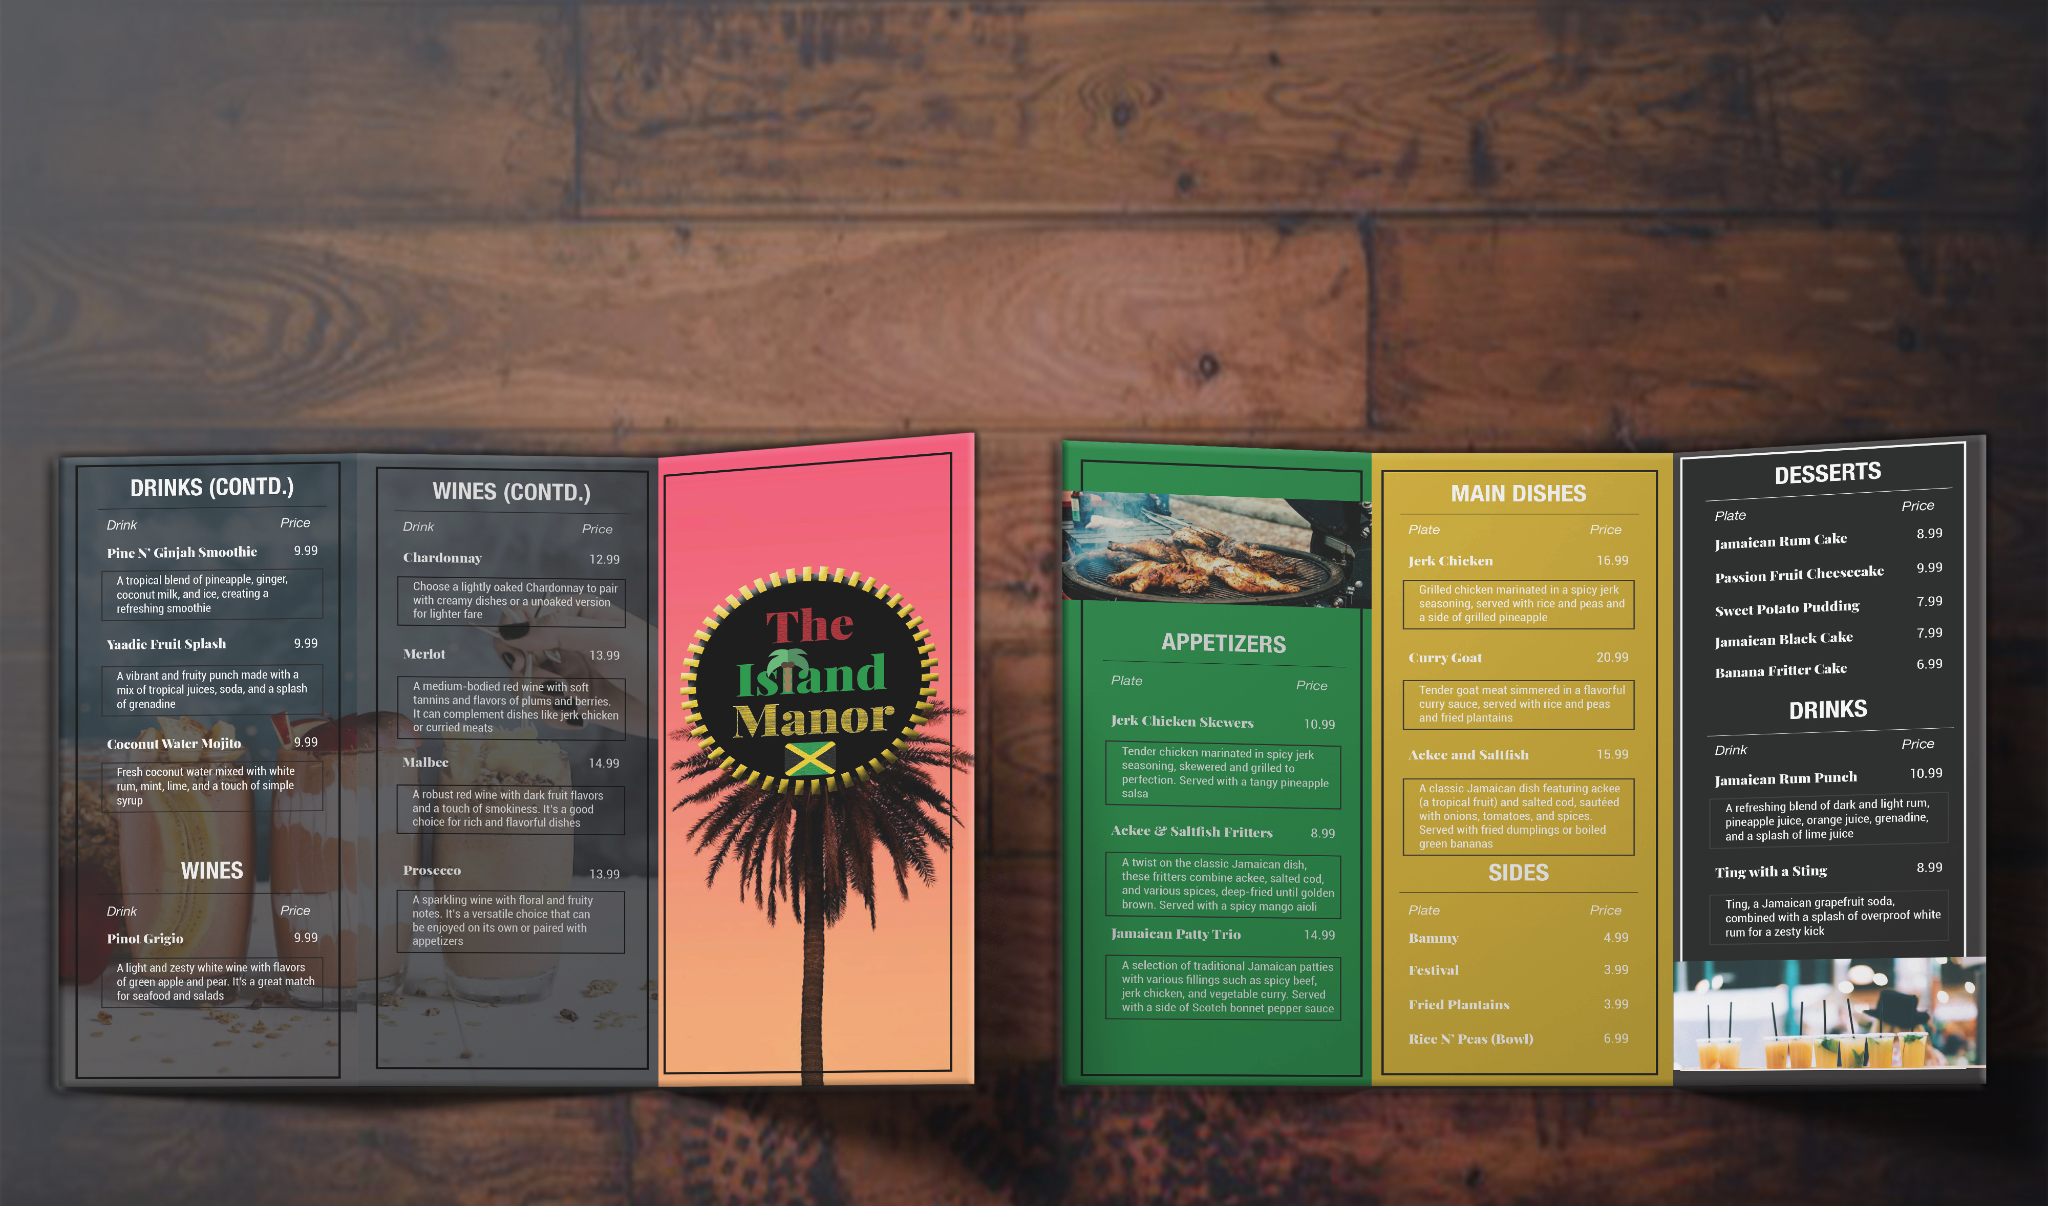 DRINKS (CONTD.)
Drink Price
Pine N' Ginjah Smoothie 9.99
A tropical blend of pineapple, ginger,
coconut milk, and ice, creating a
refreshing smoothie
Yaadie Fruit Splash 9.99
A vibrant and fruity punch made with a
mix of tropical juices, soda, and a splash
of grenadine
Coconut Water Mojito 9.99
Fresh coconut water mixed with white
rum, mint, lime, and a touch of simple
syrup
WINES
Drink Price
Pinot Grigio 9.99
A light and zesty white wine with flavors
of green apple and pear. It's a great match
for seafood and salads
WINES (CONTD.)
Drink Price
Chardonnay 12.99
Choose a lightly oaked Chardonnay to pair
with creamy dishes or a unoaked version
for lighter fare
Merlot 13.99
A medium-bodied red wine with soft
tannins and flavors of plums and berries.
It can complement dishes like jerk chicken
or curried meats
Malbec 14.99
A robust red wine with dark fruit flavors
and a touch of smokiness. It's a good
choice for rich and flavorful dishes
Prosecco 13.99
A sparkling wine with floral and fruity
notes. It's a versatile choice that can
be enjoyed on its own or paired with
appetizers
The
Island
Manor
APPETIZERS
Plate Price
Jerk Chicken Skewers 10.99
Tender chicken marinated in spicy jerk
seasoning, skewered and grilled to
perfection. Served with a tangy pineapple
salsa
Ackee & Saltfish Fritters 8.99
A twist on the classic Jamaican dish,
these fritters combine ackee, salted cod,
and various spices, deep-fried until golden
brown. Served with a spicy mango aioli
Jamaican Patty Trio 14.99
A selection of traditional Jamaican patties
with various fillings such as spicy beef,
jerk chicken, and vegetable curry. Served
with a side of Scotch bonnet pepper sauce
MAIN DISHES
Plate Price
Jerk Chicken 16.99
Grilled chicken marinated in a spicy jerk
seasoning, served with rice and peas and
a side of grilled pineapple
Curry Goat 20.99
Tender goat meat simmered in a flavorful
curry sauce, served with rice and peas
and fried plantains
Ackee and Saltfish 15.99
A classic Jamaican dish featuring ackee
(a tropical fruit) and salted cod, sautéed
with onions, tomatoes, and spices.
Served with fried dumplings or boiled
green bananas
SIDES
Plate Price
Bammy 4.99
Festival 3.99
Fried Plantains 3.99
Rice N' Peas (Bowl) 6.99
DESSERTS
Plate Price
Jamaican Rum Cake 8.99
Passion Fruit Cheesecake 9.99
Sweet Potato Pudding 7.99
Jamaican Black Cake 7.99
Banana Fritter Cake 6.99
DRINKS
Drink Price
Jamaican Rum Punch 10.99
A refreshing blend of dark and light rum,
pineapple juice, orange juice, grenadine,
and a splash of lime juice
Ting with a Sting 8.99
Ting, a Jamaican grapefruit soda,
combined with a splash of overproof white
rum for a zesty kick